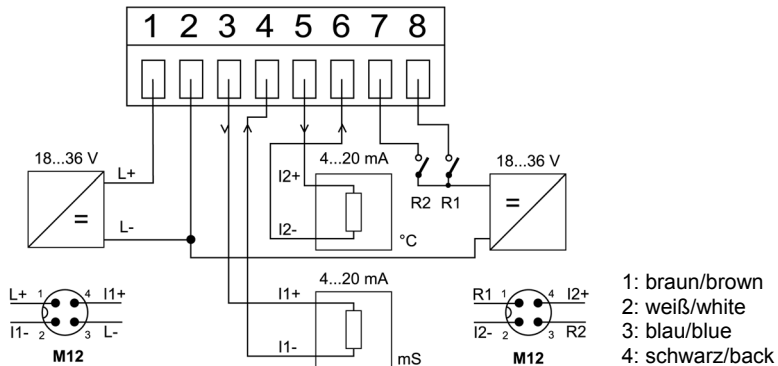 1 2 3 4 5 6 7 8
18...36 V
L+
L-
=
I2+
I2-
4...20 mA
°C
R2 R1
18...36 V
=
4...20 mA
I1+
I1-
mS
L+ 1 4 I1+
I1- 2 3 L-
M12
R1 1 4 I2+
I2- 2 3 R2
M12
1: braun/brown
2: weiß/white
3: blau/blue
4: schwarz/back